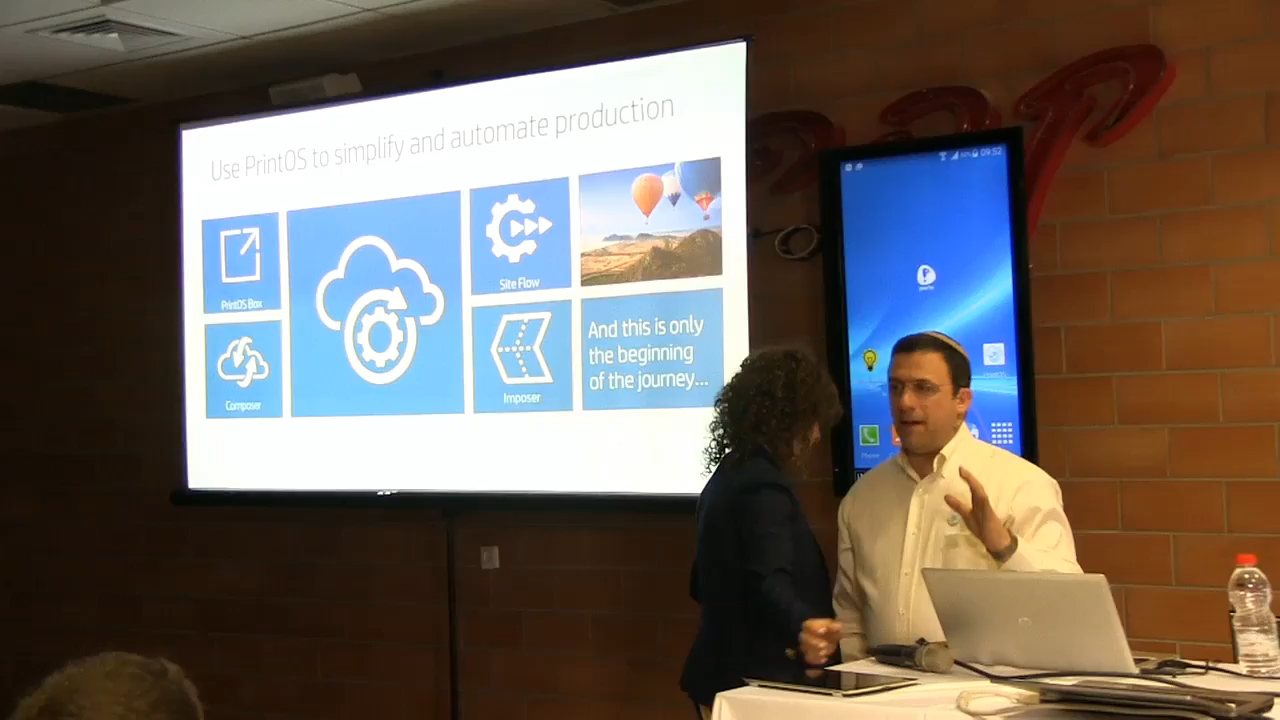 Use PrintOS to simplify and automate production
PrintOS Box
Composer
Site Flow
Imposer
And this is only
the beginning
of the journey...
09:52
Phone